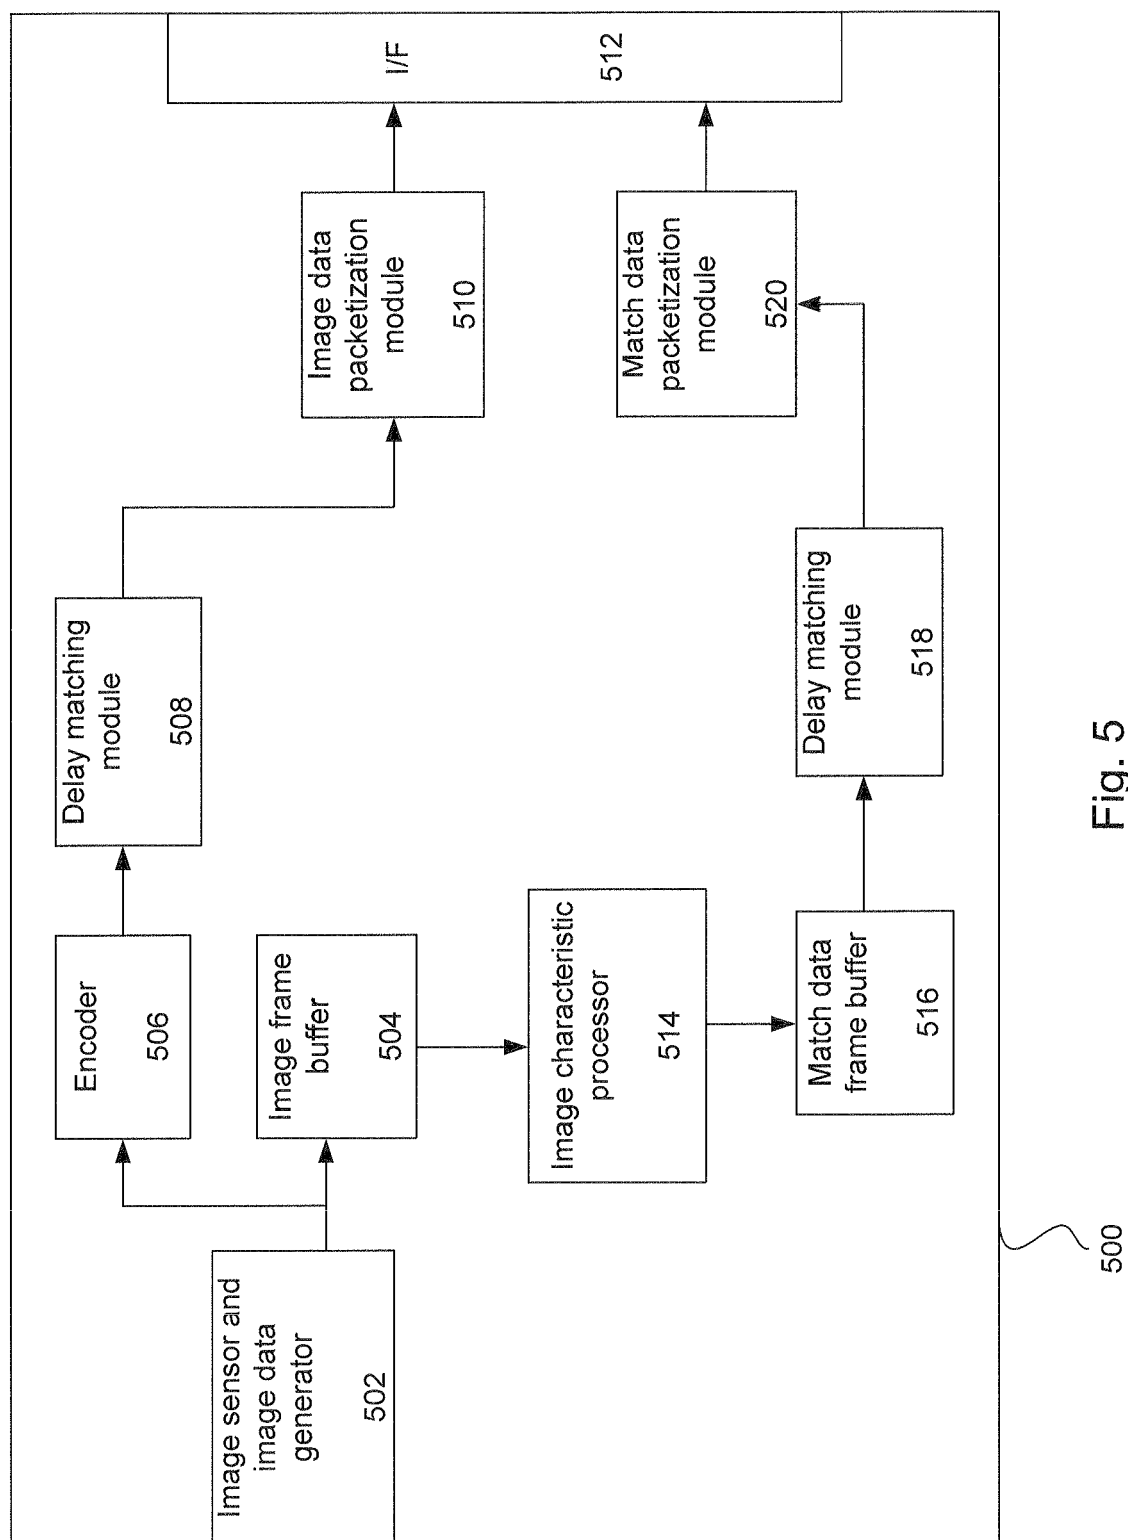 Image sensor and
image data
generator
502
Encoder
506
Image frame
buffer
504
Delay matching
module
508
Image data
packetization
module
510
I/F
512
Image characteristic
processor
514
Match data
frame buffer
516
Delay matching
module
518
Match data
packetization
module
520
500
Fig. 5